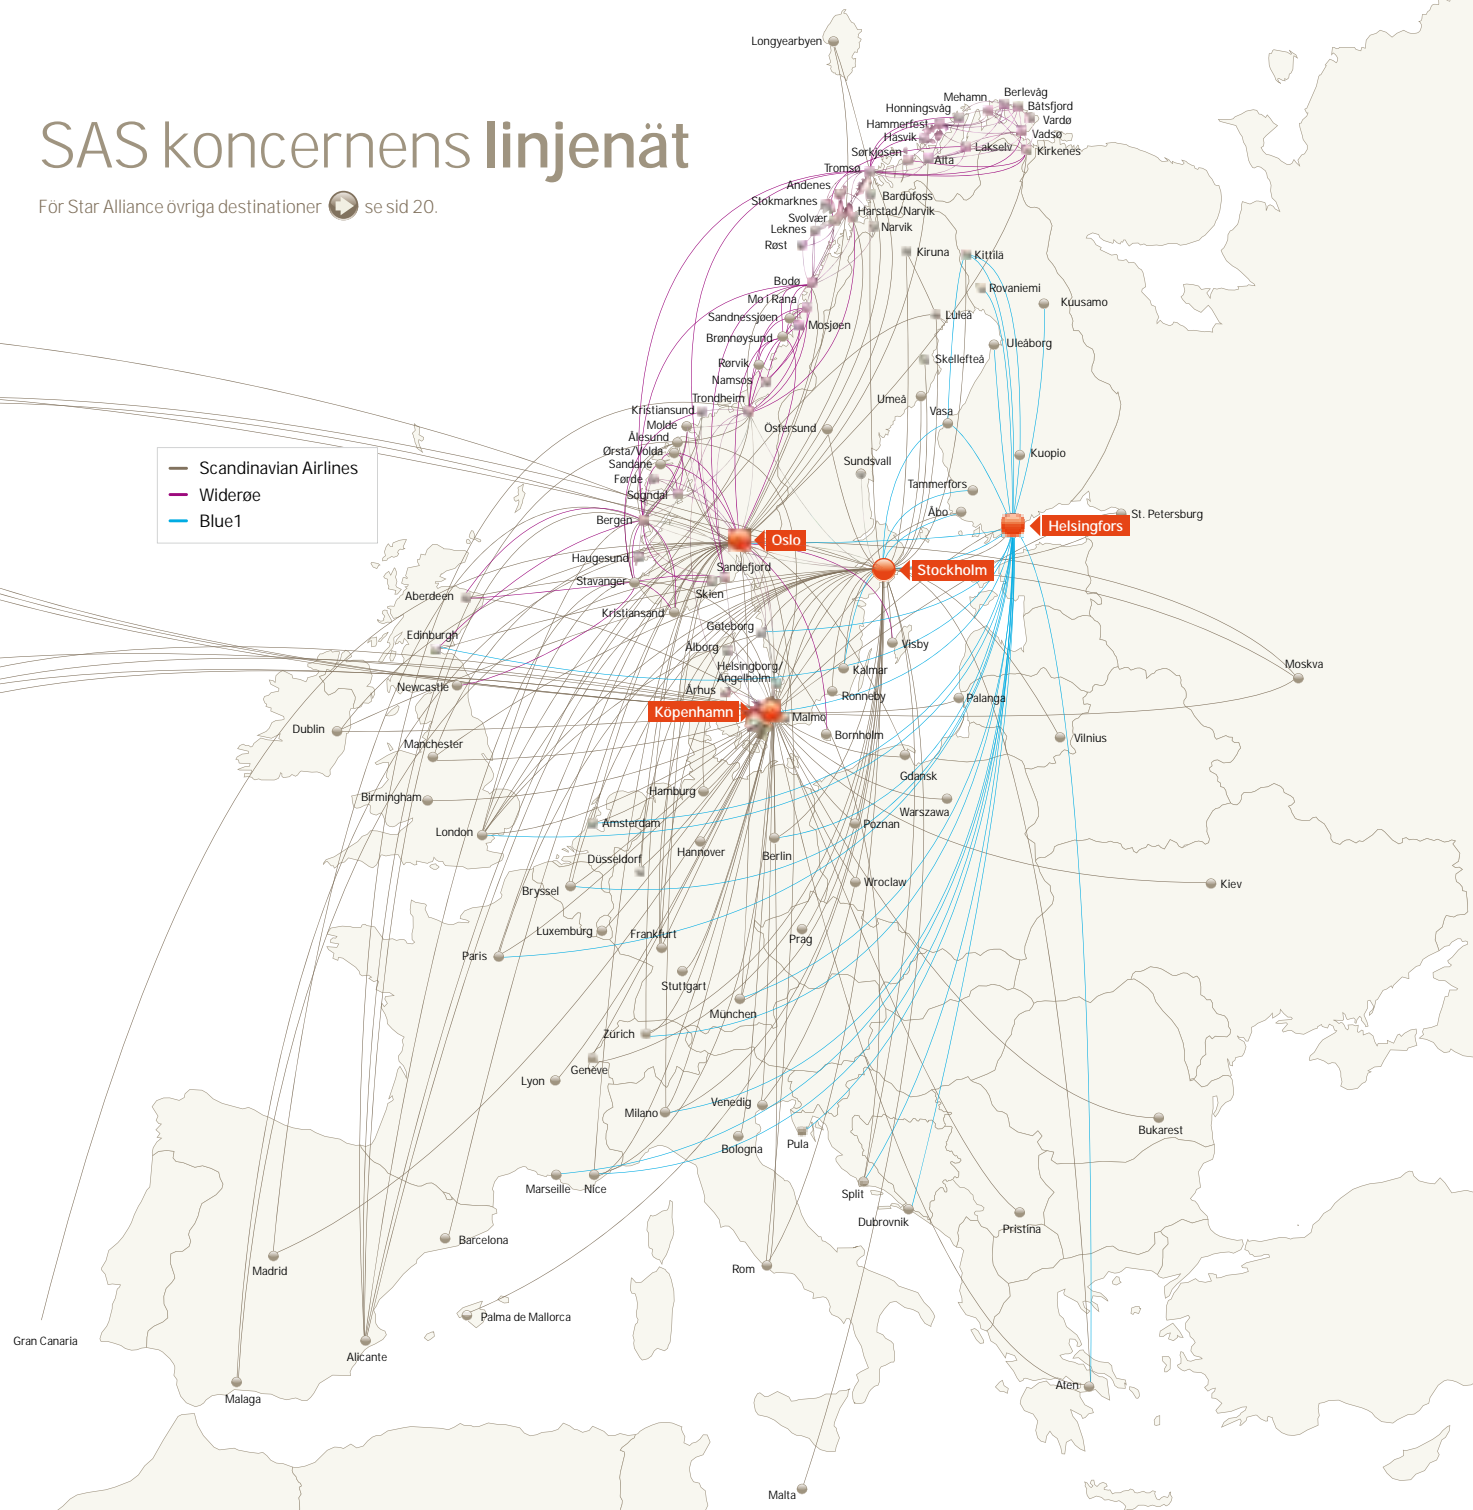 SAS koncernens linjenät
För Star Alliance övriga destinationer se sid 20.
Scandinavian Airlines
Widerøe
Blue1
Longyearbyen
Mehamn
Berlevåg
Honningsvåg
Båtsfjord
Hammerfest
Vardø
Hasvik
Vadsø
Sørkjosen
Alta
Lakselv
Kirkenes
Tromsø
Andenes
Bardufoss
Stokmarknes
Harstad/Narvik
Svolvær
Narvik
Leknes
Røst
Kiruna
Kittilä
Bodø
Rovaniemi
Mo i Rana
Kuusamo
Sandnessjøen
Luleå
Mosjøen
Brønnøysund
Uleåborg
Rørvik
Skellefteå
Namsos
Trondheim
Umeå
Kristiansund
Vasa
Molde
Östersund
Ålesund
Ørsta/Volda
Kuopio
Sandane
Sundsvall
Førde
Tammerfors
Sogndal
Åbo
St. Petersburg
Bergen
Helsingfors
Oslo
Haugesund
Sandefjord
Stockholm
Stavanger
Skien
Aberdeen
Kristiansand
Göteborg
Edinburgh
Ålborg
Visby
Helsingborg/
Ängelholm
Kalmar
Moskva
Newcastle
Århus
Ronneby
Palanga
Köpenhamn
Malmö
Dublin
Bornholm
Vilnius
Manchester
Gdansk
Birmingham
Hamburg
Warszawa
London
Amsterdam
Poznan
Hannover
Berlin
Düsseldorf
Bryssel
Wroclaw
Kiev
Luxemburg
Frankfurt
Prag
Paris
Stuttgart
München
Zürich
Genève
Lyon
Milano
Venedig
Bukarest
Bologna
Pula
Marseille
Nice
Split
Dubrovnik
Pristina
Barcelona
Madrid
Rom
Palma de Mallorca
Gran Canaria
Alicante
Aten
Malaga
Malta